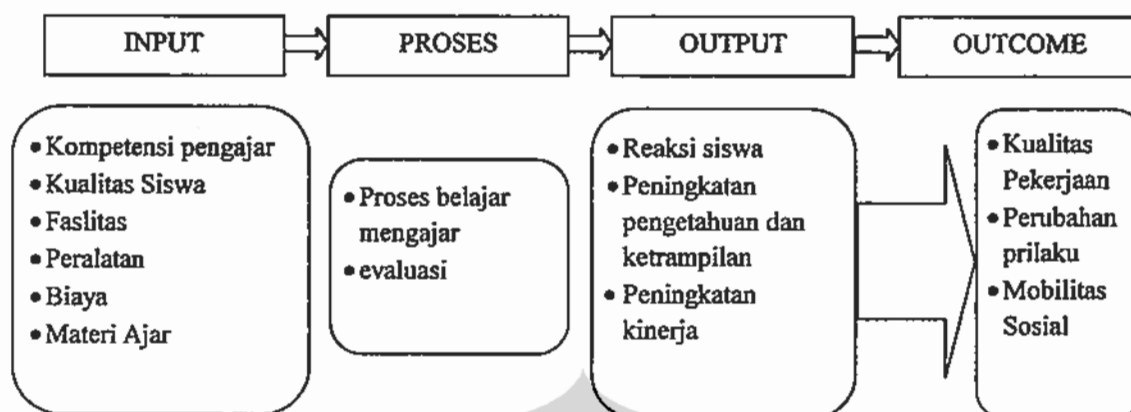 INPUT
PROSES
OUTPUT
OUTCOME
• Kompetensi pengajar
• Kualitas Siswa
• Faslitas
• Peralatan
• Biaya
• Materi Ajar
• Proses belajar
mengajar
• evaluasi
• Reaksi siswa
• Peningkatan
pengetahuan dan
ketrampilan
• Peningkatan
kinerja
• Kualitas
Pekerjaan
• Perubahan
prilaku
• Mobilitas
Sosial